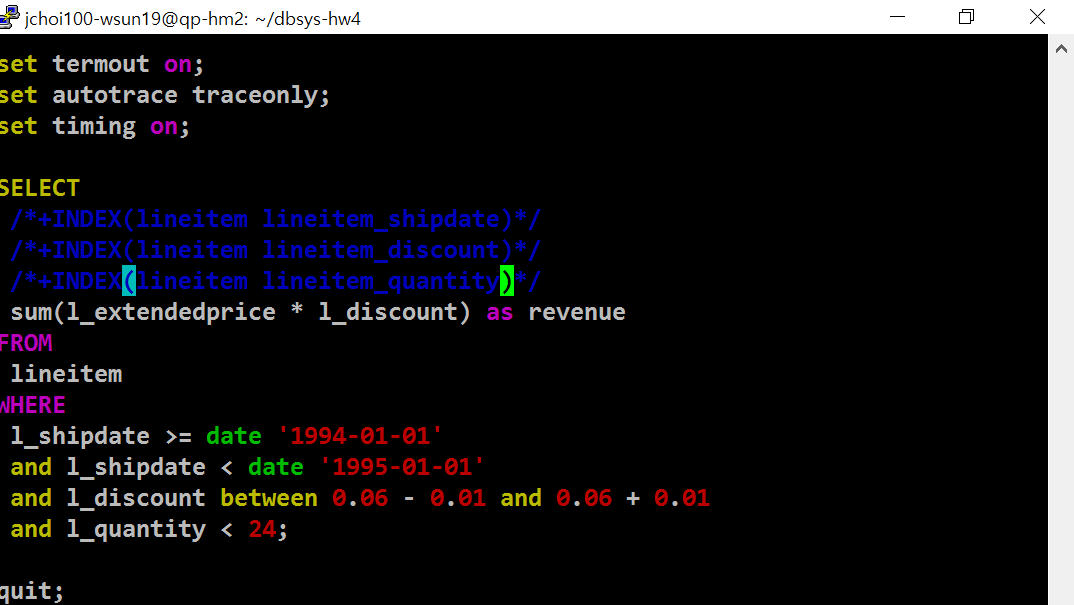 jchoi100-wsun19@qp-hm2: ~/dbsys-hw4
set termout on;
set autotrace traceonly;
set timing on;
SELECT
/*+INDEX(lineitem lineitem_shipdate)*/
/*+INDEX(lineitem lineitem_discount)*/
/*+INDEX(lineitem lineitem_quantity)*/
sum(l_extendedprice * l_discount) as revenue
FROM
lineitem
WHERE
l_shipdate >= date '1994-01-01'
and l_shipdate < date '1995-01-01'
and l_discount between 0.06 - 0.01 and 0.06 + 0.01
and l_quantity < 24;
quit;